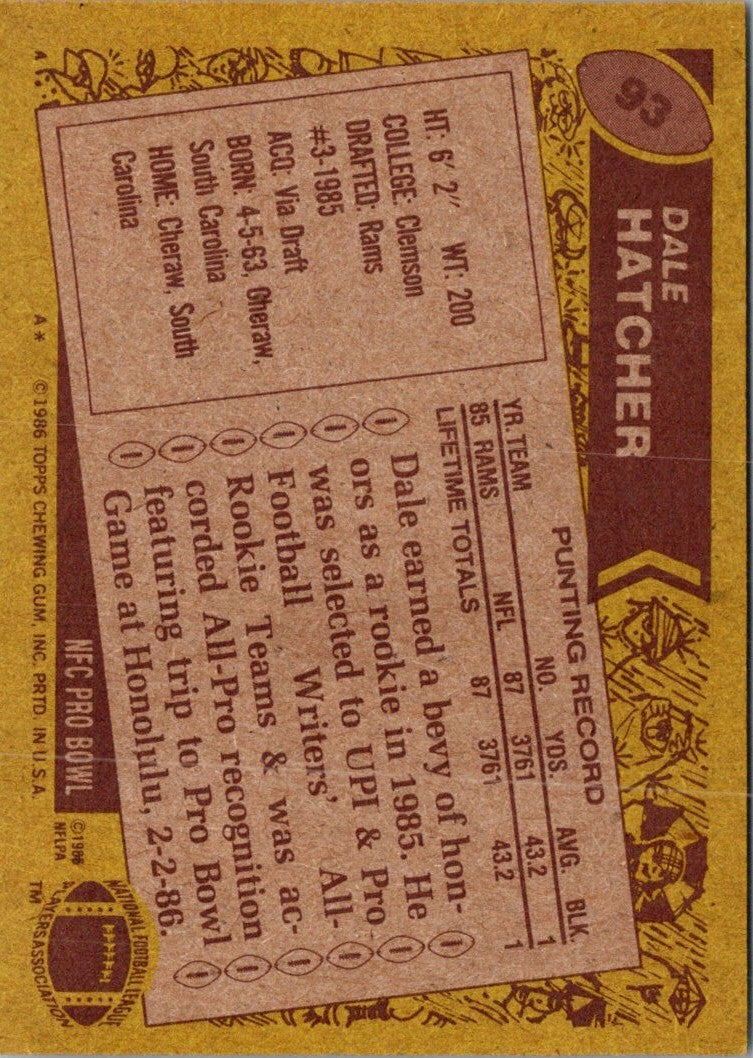 93
DALE
HATCHER
HT: 6' 2" WT: 200
COLLEGE: Clemson
DRAFTED: Rams
#3-1985
ACQ: Via Draft
BORN: 4-5-63, Cheraw,
South Carolina
HOME: Cheraw, South
Carolina
PUNTING RECORD
YR. TEAM NFL NO. YDS. AVG. BLK.
85 RAMS 87 3761 43.2 1
LIFETIME TOTALS 87 3761 43.2 1
Dale earned a bevy of hon-
ors as a rookie in 1985. He
was selected to UPI & Pro
Football Writers' All-
Rookie Teams & was ac-
corded All-Pro recognition
featuring trip to Pro Bowl
Game at Honolulu, 2-2-86.
NFC PRO BOWL
A
A* ©1986 TOPPS CHEWING GUM, INC. PRTD. IN U.S.A.
©1986
NFLPA
TM
NATIONAL FOOTBALL LEAGUE
PLAYERS ASSOCIATION